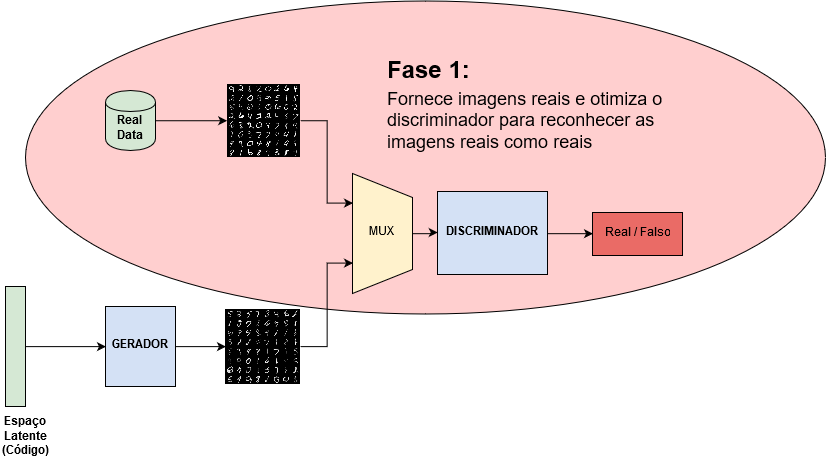 Fase 1:
Fornece imagens reais e otimiza o
discriminador para reconhecer as
imagens reais como reais
Real
Data
MUX
DISCRIMINADOR
Real / Falso
GERADOR
Espaço
Latente
(Código)